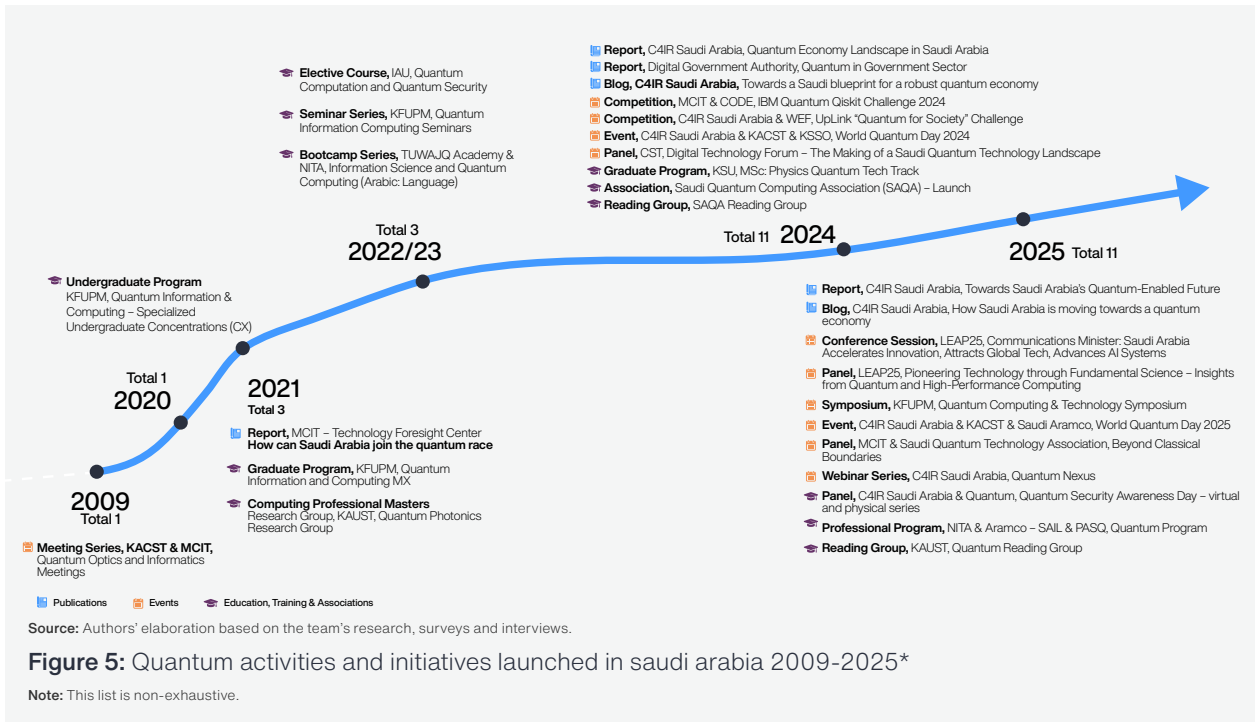 Elective Course, IAU, Quantum
Computation and Quantum Security
Seminar Series, KFUPM, Quantum
Information Computing Seminars
Bootcamp Series, TUWAJQ Academy &
NITA, Information Science and Quantum
Computing (Arabic: Language)
Report, C4IR Saudi Arabia, Quantum Economy Landscape in Saudi Arabia
Report, Digital Government Authority, Quantum in Government Sector
Blog, C4IR Saudi Arabia, Towards a Saudi blueprint for a robust quantum economy
Competition, MCIT & CODE, IBM Quantum Qiskit Challenge 2024
Competition, C4IR Saudi Arabia & WEF, UpLink “Quantum for Society” Challenge
Event, C4IR Saudi Arabia & KACST & KSSO, World Quantum Day 2024
Panel, CST, Digital Technology Forum – The Making of a Saudi Quantum Technology Landscape
Graduate Program, KSU, MSc: Physics Quantum Tech Track
Association, Saudi Quantum Computing Association (SAQA) – Launch
Reading Group, SAQA Reading Group
Total 3
2022/23
Total 11 2024
2025 Total 11
Undergraduate Program
KFUPM, Quantum Information &
Computing – Specialized
Undergraduate Concentrations (CX)
Total 1
2020
2021
Total 3
Report, MCIT – Technology Foresight Center
How can Saudi Arabia join the quantum race
Graduate Program, KFUPM, Quantum
Information and Computing MX
Computing Professional Masters
Research Group, KAUST, Quantum Photonics
Research Group
2009
Total 1
Meeting Series, KACST & MCIT,
Quantum Optics and Informatics
Meetings
Report, C4IR Saudi Arabia, Towards Saudi Arabia's Quantum-Enabled Future
Blog, C4IR Saudi Arabia, How Saudi Arabia is moving towards a quantum
economy
Conference Session, LEAP25, Communications Minister: Saudi Arabia
Accelerates Innovation, Attracts Global Tech, Advances AI Systems
Panel, LEAP25, Pioneering Technology through Fundamental Science – Insights
from Quantum and High-Performance Computing
Symposium, KFUPM, Quantum Computing & Technology Symposium
Event, C4IR Saudi Arabia & KACST & Saudi Aramco, World Quantum Day 2025
Panel, MCIT & Saudi Quantum Technology Association, Beyond Classical
Boundaries
Webinar Series, C4IR Saudi Arabia, Quantum Nexus
Panel, C4IR Saudi Arabia & Quantum, Quantum Security Awareness Day – virtual
and physical series
Professional Program, NITA & Aramco – SAIL & PASQ, Quantum Program
Reading Group, KAUST, Quantum Reading Group
Publications
Events
Education, Training & Associations
Source: Authors' elaboration based on the team's research, surveys and interviews.
Figure 5: Quantum activities and initiatives launched in saudi arabia 2009-2025*
Note: This list is non-exhaustive.